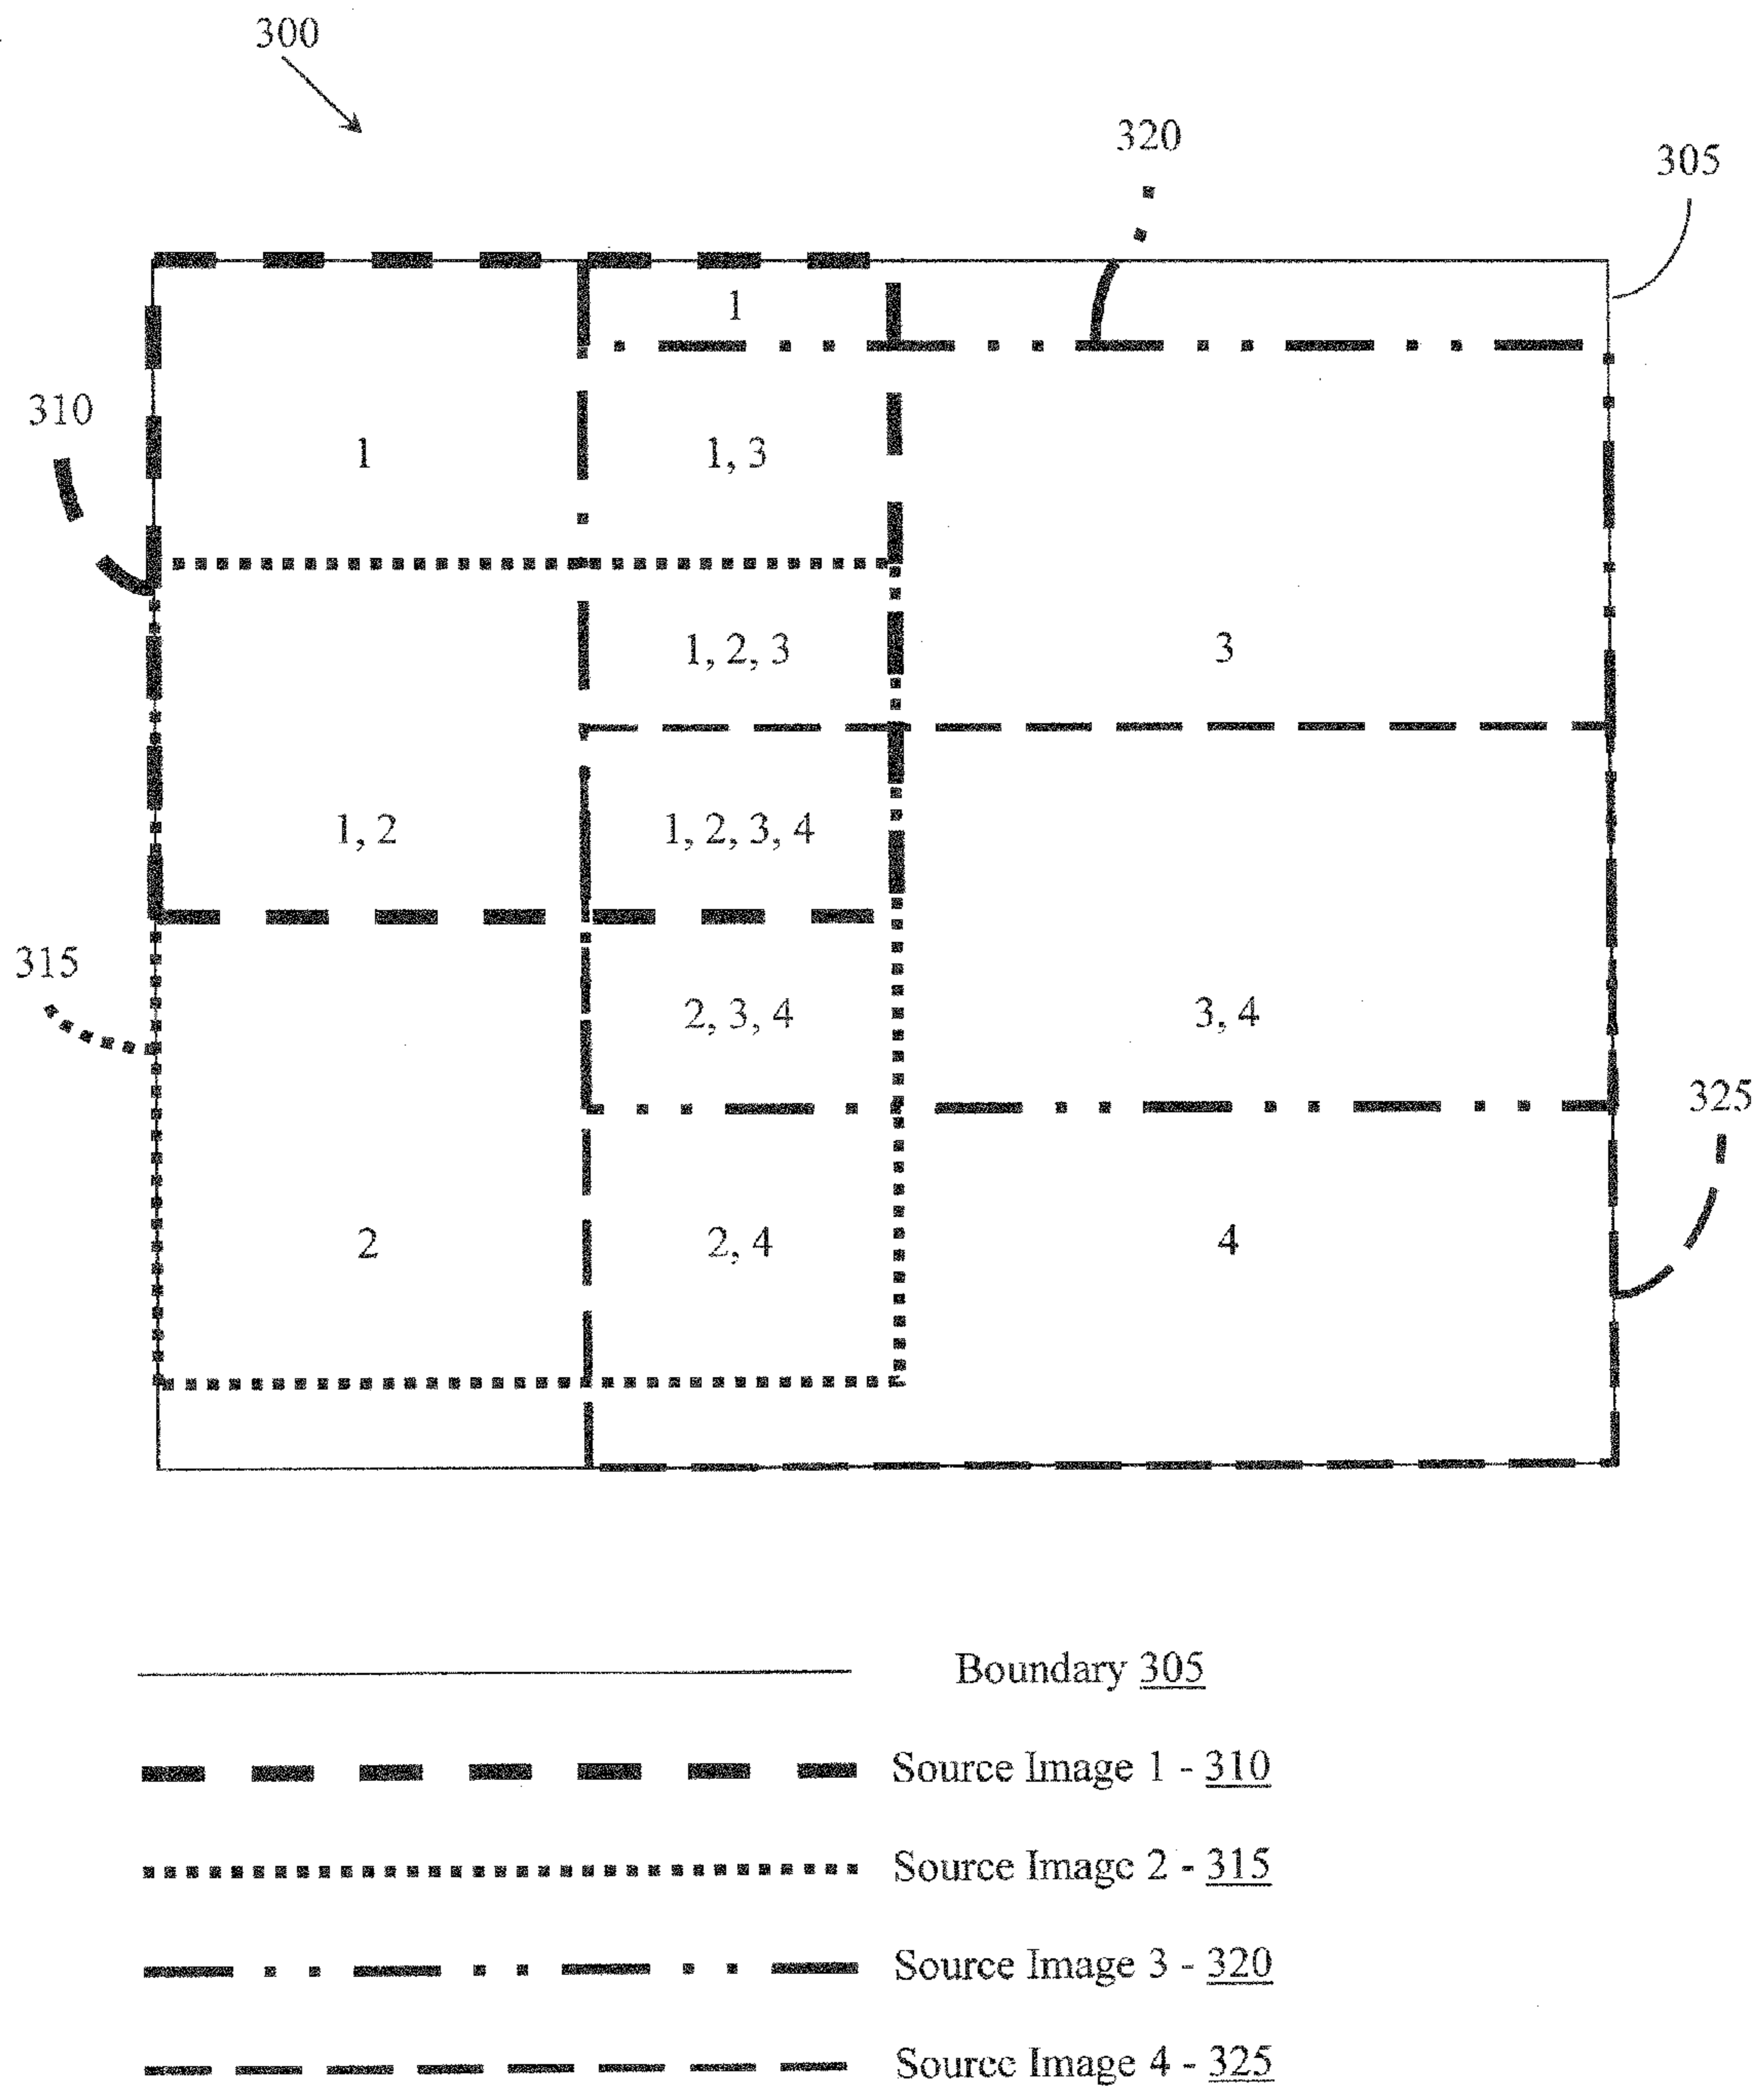 300
320
305
1
310
1
1, 3
1, 2, 3
3
1, 2
1, 2, 3, 4
315
2, 3, 4
3, 4
325
2
2, 4
4
Boundary 305
Source Image 1 - 310
Source Image 2 - 315
Source Image 3 - 320
Source Image 4 - 325